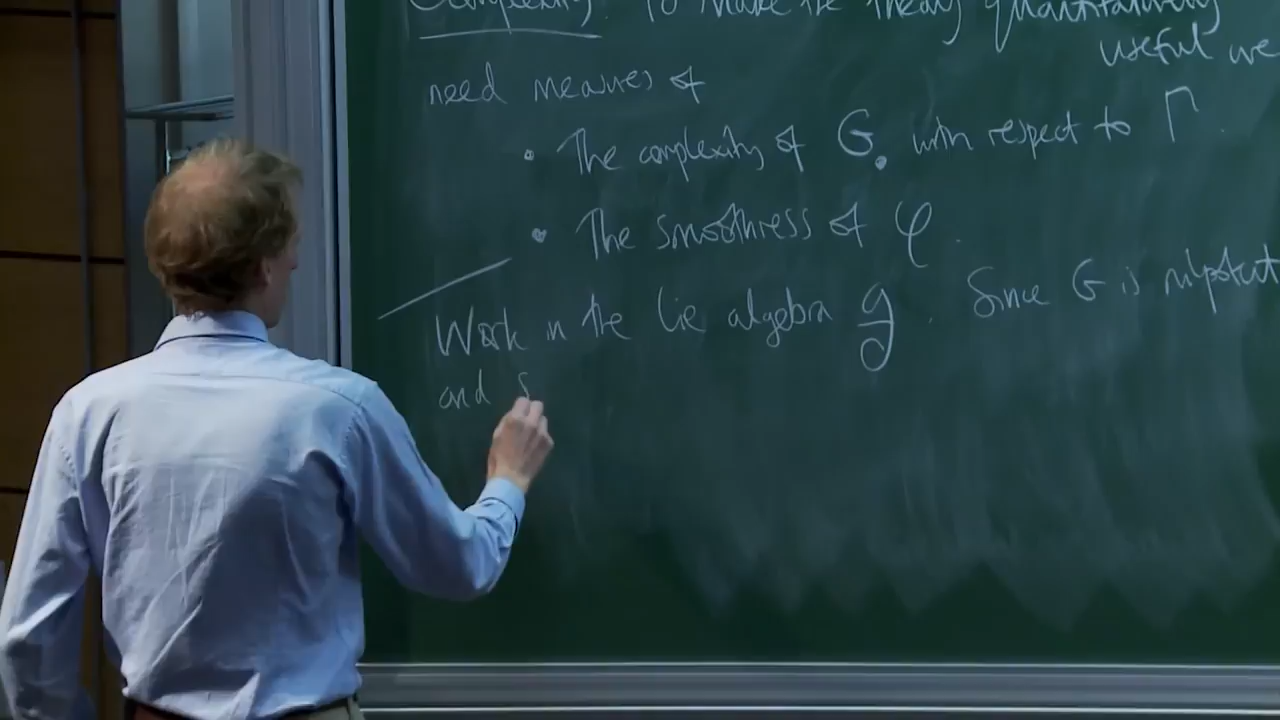 Complexity. To make the theory quantitatively
useful we
need measures of
• The complexity of G• with respect to Γ.
• The smoothness of φ.
Work in the Lie algebra g. Since G is nilpotent
and s